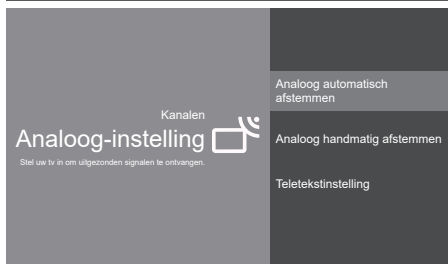 Kanalen
Analoog-instelling
Stel uw tv in om uitgezonden signalen te ontvangen.
Analoog automatisch
afstemmen
Analoog handmatig afstemmen
Teletekstinstelling